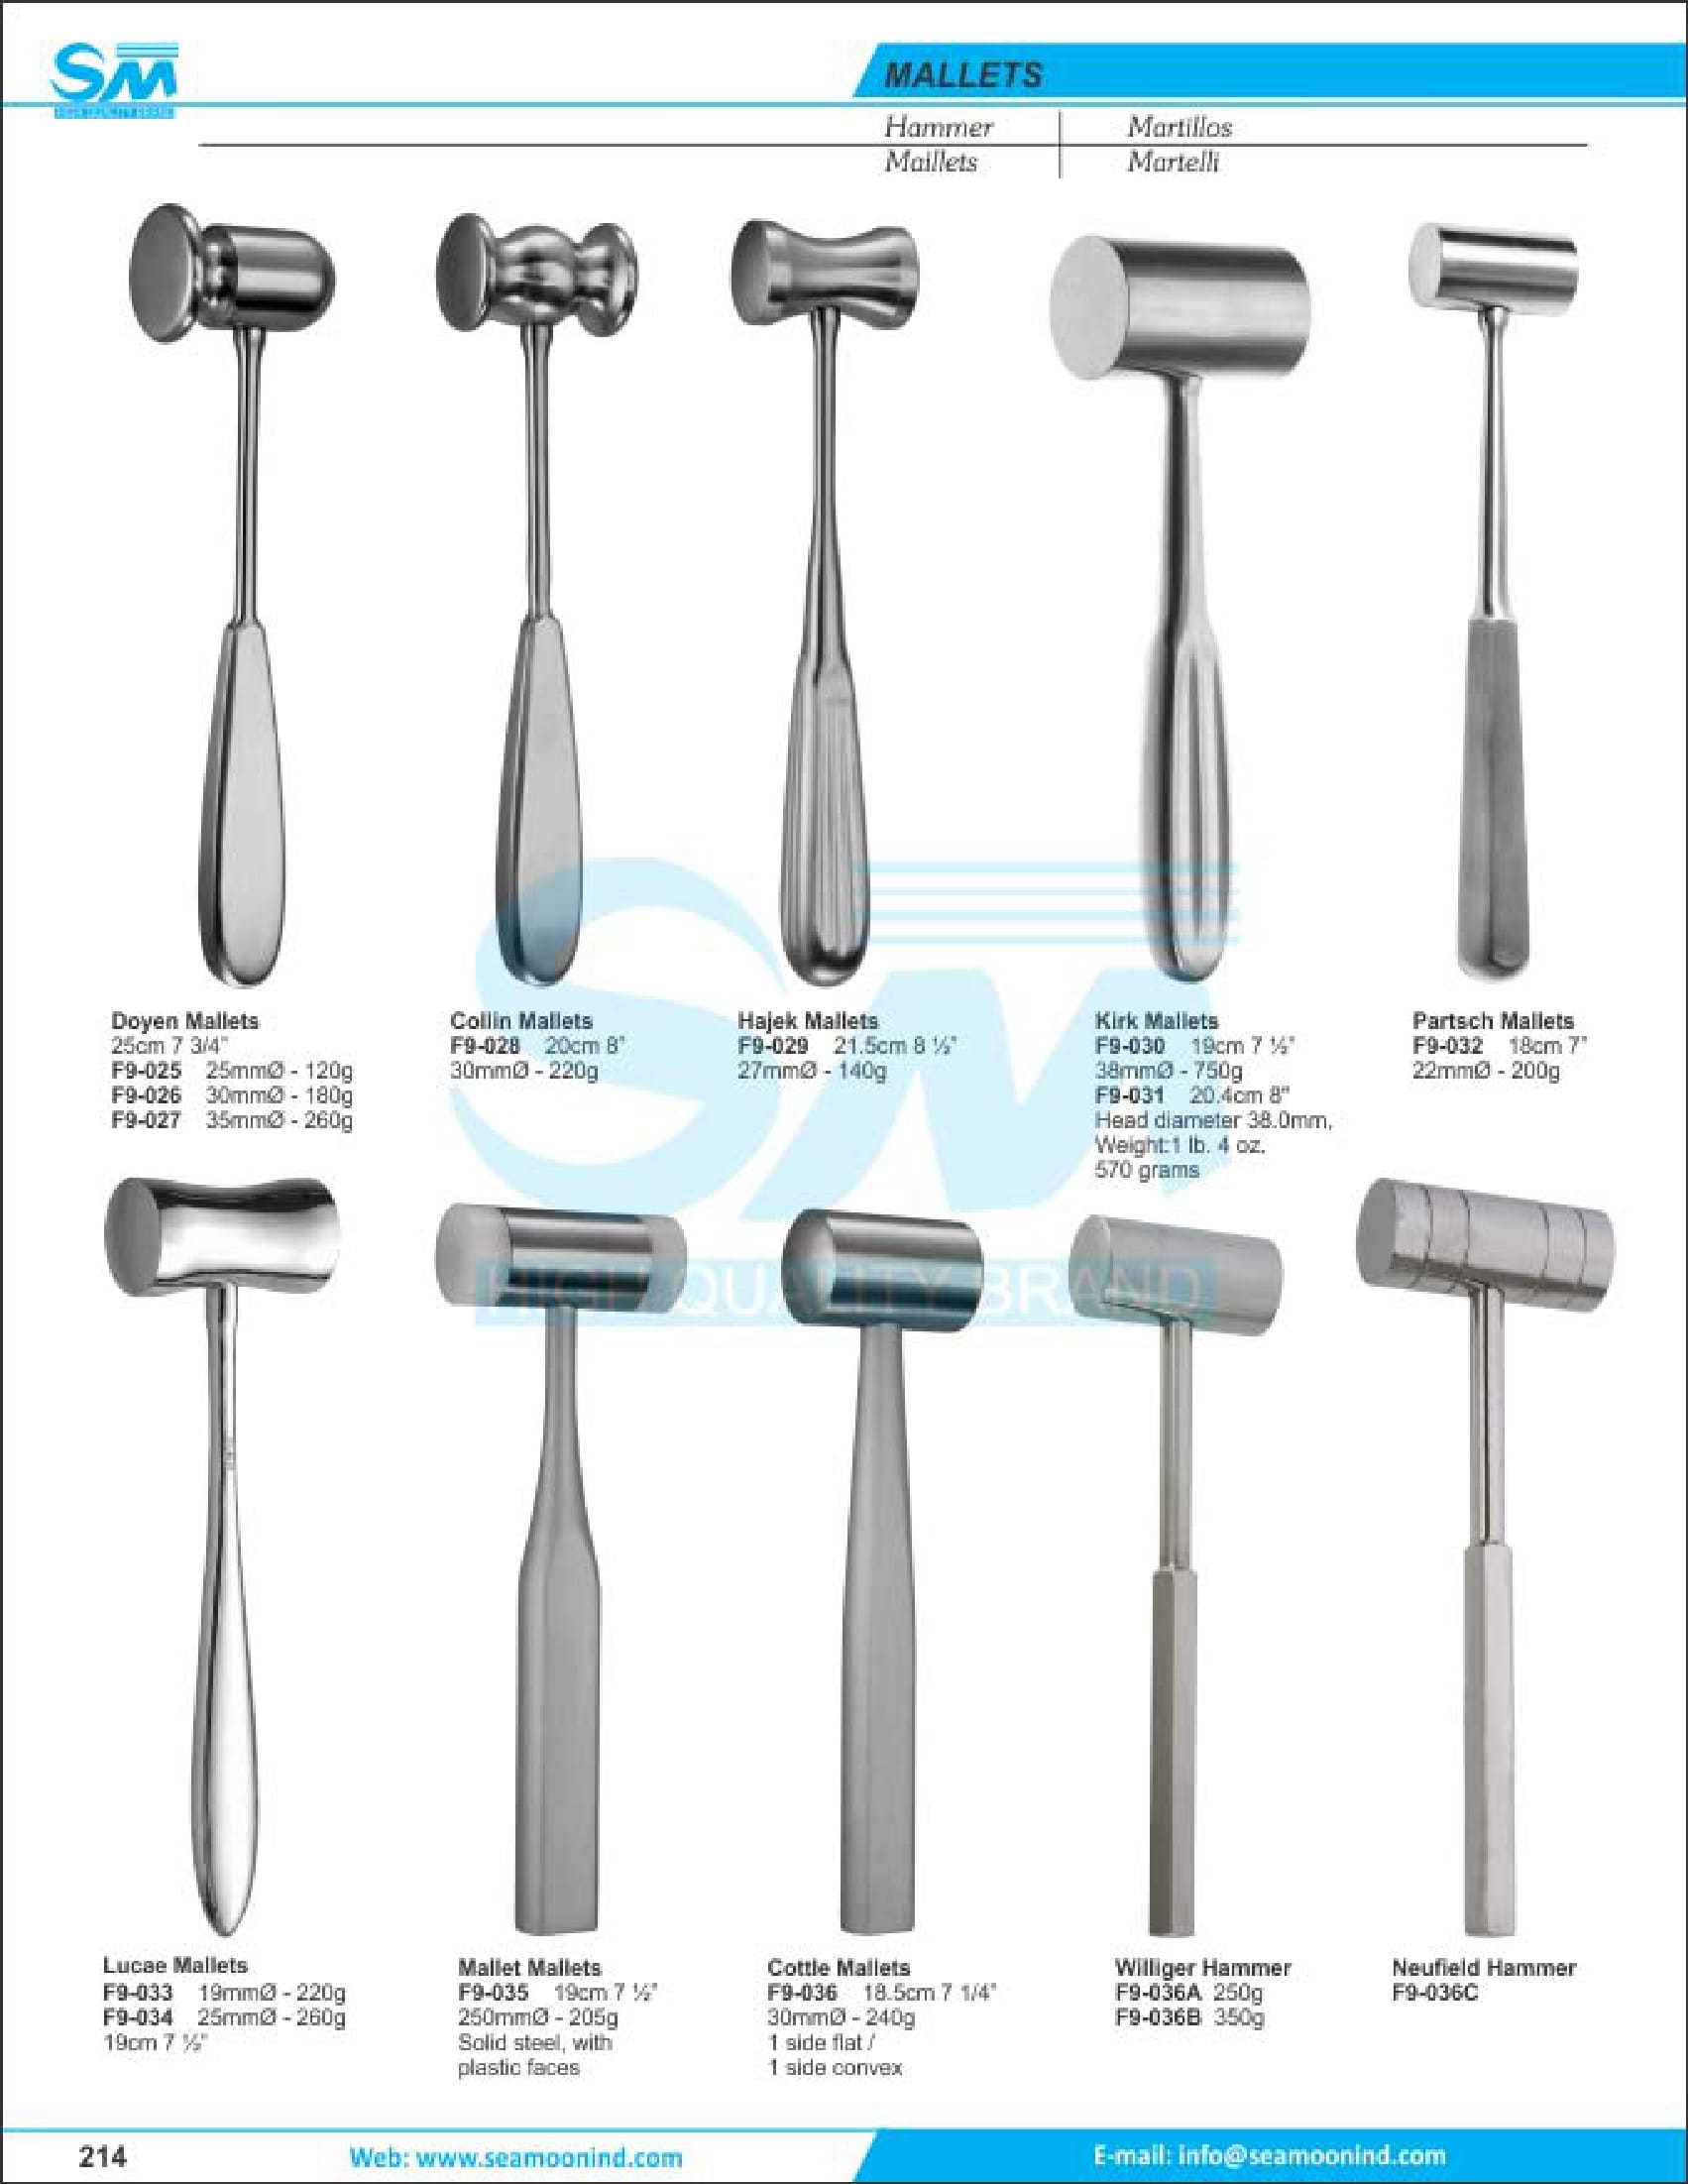 SM
MALLETS
Hammer
Martillos
Maillets
Martelli
Doyen Mallets
25cm 7 3/4"
F9-025 25mmØ - 120g
F9-026 30mmØ - 180g
F9-027 35mmØ - 260g
Collin Mallets
F9-028 20cm 8"
30mmØ - 220g
Hajek Mallets
F9-029 21.5cm 8 ½"
27mmØ - 140g
Kirk Mallets
F9-030 19cm 7 ½"
38mmØ - 750g
F9-031 20.4cm 8"
Head diameter 38.0mm,
Weight:1 lb. 4 oz.
570 grams
Partsch Mallets
F9-032 18cm 7"
22mmØ - 200g
SM
HIGH QUALITY BRAND
Lucae Mallets
F9-033 19mmØ - 220g
F9-034 25mmØ - 260g
19cm 7 ½"
Mallet Mallets
F9-035 19cm 7 ½"
250mmØ - 205g
Solid steel, with
plastic faces
Cottle Mallets
F9-036 18.5cm 7 1/4"
30mmØ - 240g
1 side flat /
1 side convex
Williger Hammer
F9-036A 250g
F9-036B 350g
Neufield Hammer
F9-036C
214
Web: www.seamoonind.com
E-mail: info@seamoonind.com